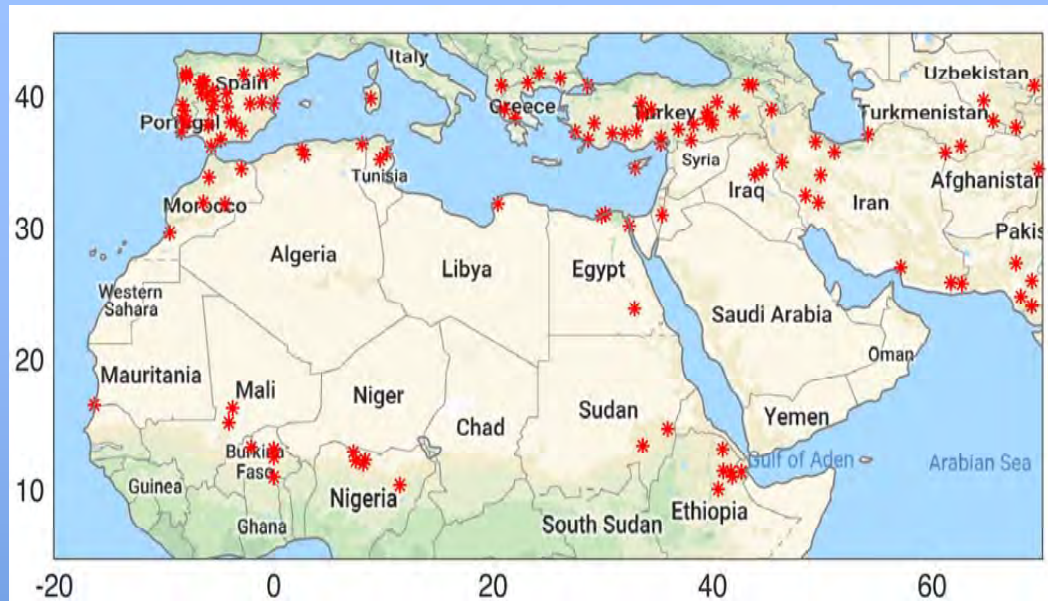 Italy
Uzbekistan
40
Spain
Greece
Turkey
Turkmenistan
Portugal
Syria
Tunisia
Afghanistan
Iraq
Iran
Morocco
30
Pakis
Algeria
Libya
Egypt
Western
Sahara
Saudi Arabia
20
Oman
Mauritania
Mali
Niger
Sudan
Chad
Yemen
Burkina
Faso
Gulf of Aden
Arabian Sea
10
Guinea
Nigeria
Ethiopia
Ghana
South Sudan
-20
0
20
40
60